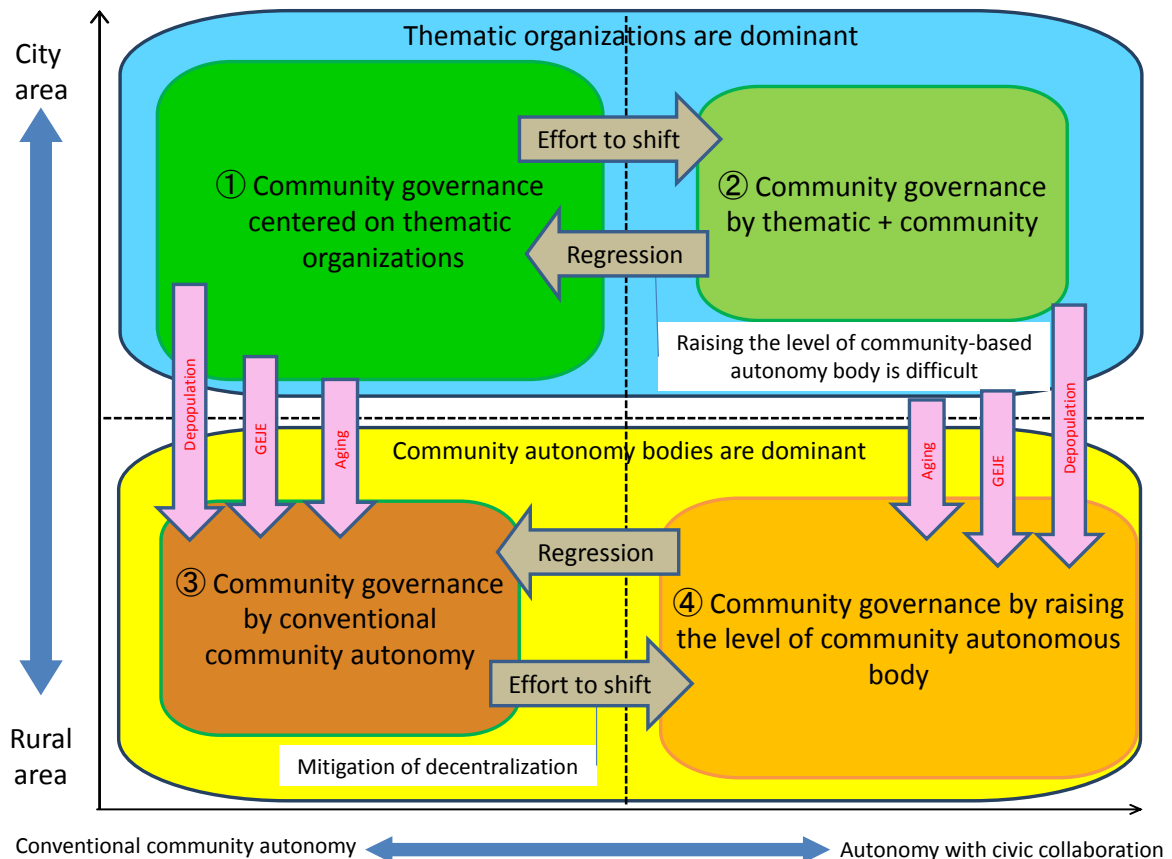 Thematic organizations are dominant
City
area
Effort to shift
① Community governance
centered on thematic
organizations
② Community governance
by thematic + community
Regression
Raising the level of community-based
autonomy body is difficult
Depopulation
GEJE
Aging
Aging
GEJE
Depopulation
Community autonomy bodies are dominant
Regression
③ Community governance
by conventional
community autonomy
④ Community governance by raising
the level of community autonomous
body
Effort to shift
Rural
area
Mitigation of decentralization
Conventional community autonomy
Autonomy with civic collaboration